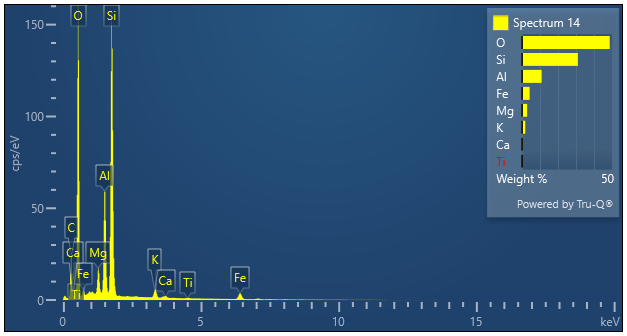 Spectrum 14
O
Si
Al
Fe
Mg
K
Ca
Ti
Weight %
50
Powered by Tru-Q®
cps/eV
150
100
50
0
O
Si
Al
C
Ca
Mg
Fe
Ti
K
Ca
Ti
Fe
0
5
10
15
keV